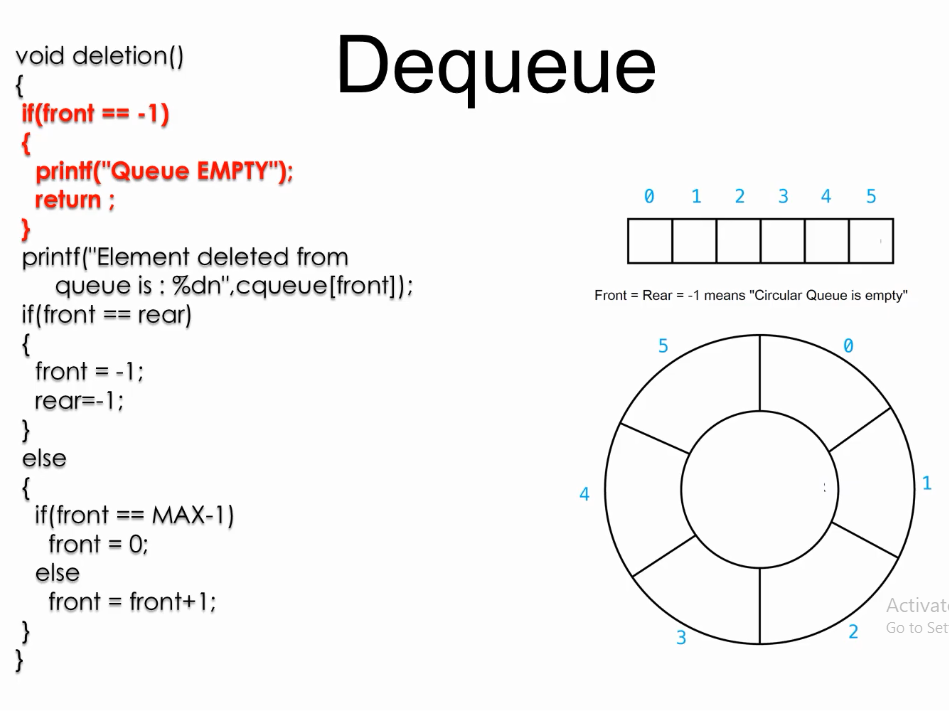 Dequeue
void deletion()
{
if(front == -1)
{
printf("Queue EMPTY");
return ;
}
printf("Element deleted from
queue is : %dn",cqueue[front]);
if(front == rear)
{
front = -1;
rear=-1;
}
else
{
if(front == MAX-1)
front = 0;
else
front = front+1;
}
}
0 1 2 3 4 5
Front = Rear = -1 means "Circular Queue is empty"
5 0
4 1
3 2
Go to